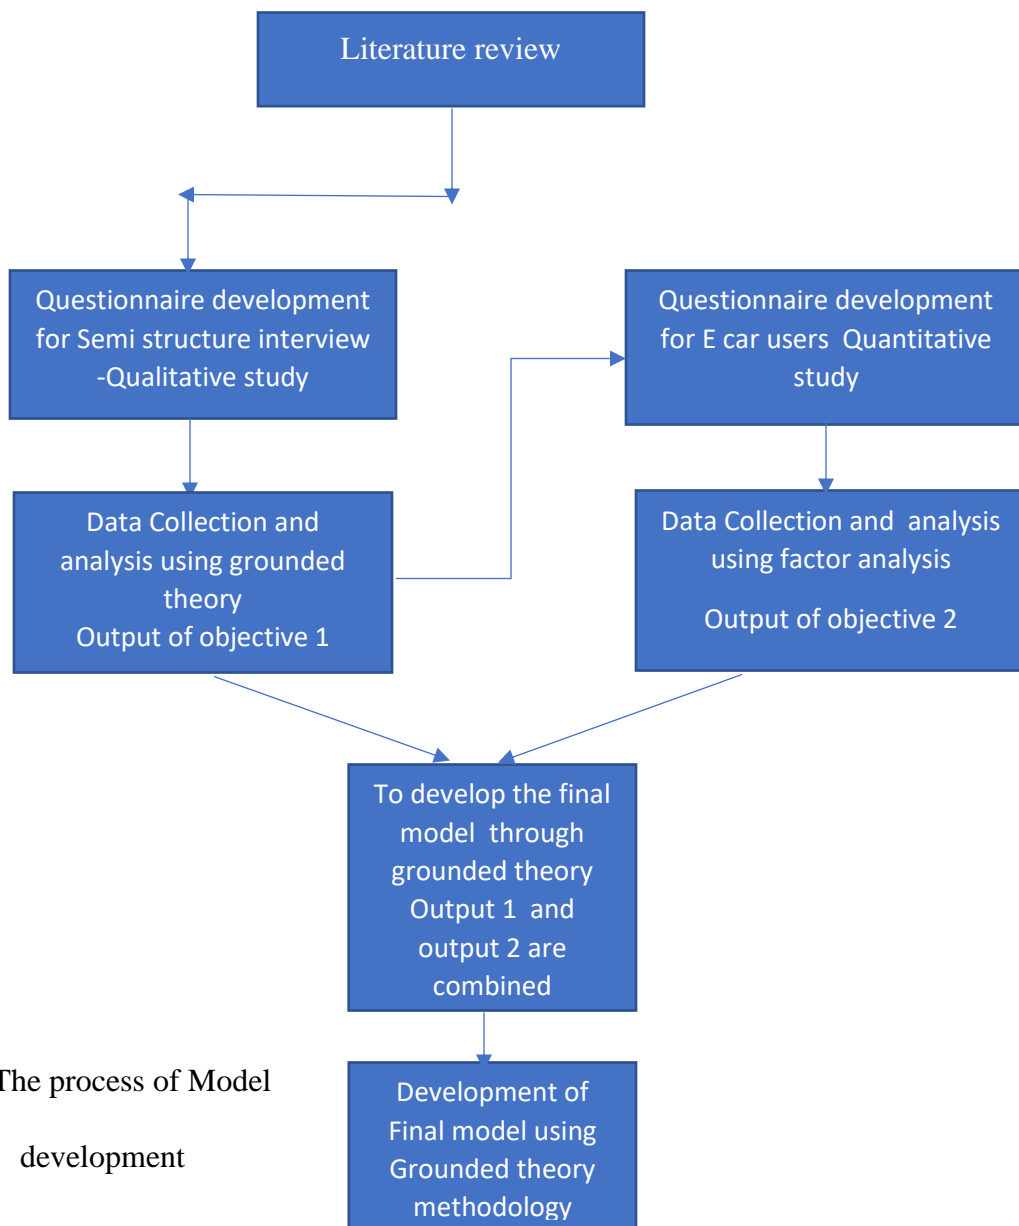 Literature review
Questionnaire development
for Semi structure interview
-Qualitative study
Questionnaire development
for E car users Quantitative
study
Data Collection and
analysis using grounded
theory
Output of objective 1
Data Collection and analysis
using factor analysis
Output of objective 2
To develop the final
model through
grounded theory
Output 1 and
output 2 are
combined
The process of Model
development
Development of
Final model using
Grounded theory
methodology